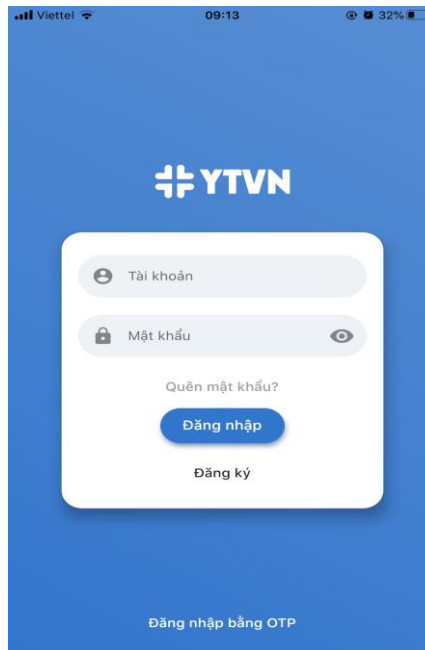 Viettel 09:13 32%
YTVN
Tài khoản
Mật khẩu
Quên mật khẩu?
Đăng nhập
Đăng ký
Đăng nhập bằng OTP